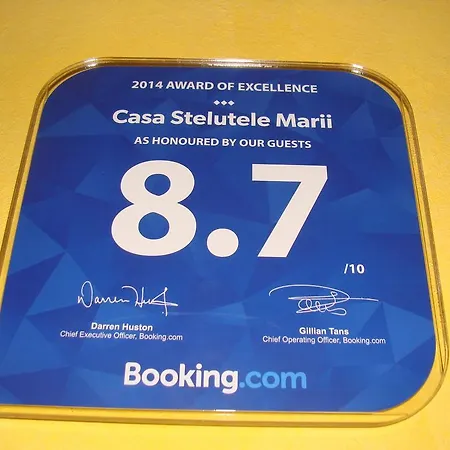 2014 AWARD OF EXCELLENCE
Casa Stelutele Marii
AS HONOURED BY OUR GUESTS
8.7
/10
Darren Huston
Chief Executive Officer, Booking.com
Gillian Tans
Chief Operating Officer, Booking.com
Booking.com